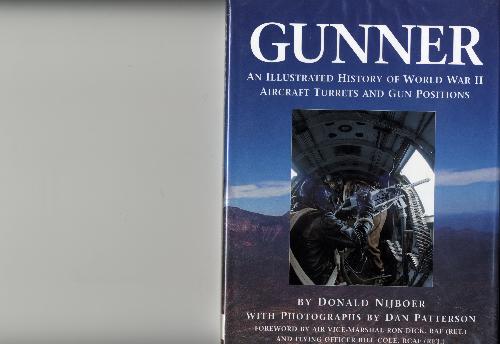 GUNNER
AN ILLUSTRATED HISTORY OF WORLD WAR II
AIRCRAFT TURRETS AND GUN POSITIONS
BY DONALD NIJBOER
WITH PHOTOGRAPHS BY DAN PATTERSON
FOREWORD BY AIR VICE-MARSHAL RON DICK, RAF (RET.)
AND FLYING OFFICER BILL COLE, RCAF (RET.)